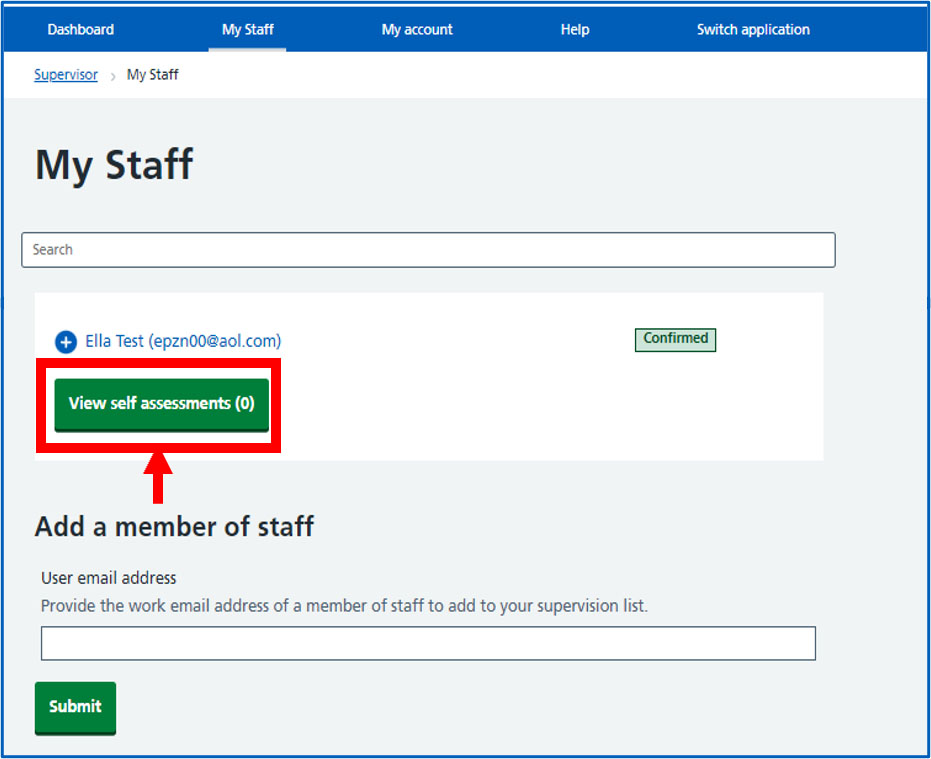 Dashboard My Staff My account Help Switch application
Supervisor › My Staff
My Staff
Search
Ella Test (epzn00@aol.com) Confirmed
View self assessments (0)
Add a member of staff
User email address
Provide the work email address of a member of staff to add to your supervision list.
Submit